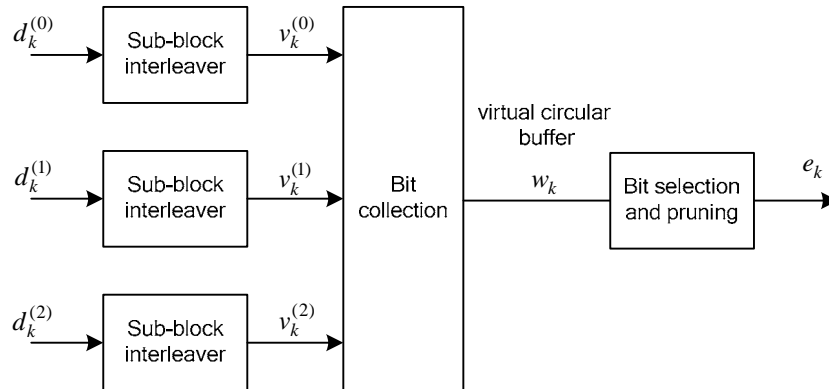 d_k^(0)
Sub-block
interleaver
v_k^(0)
d_k^(1)
Sub-block
interleaver
v_k^(1)
d_k^(2)
Sub-block
interleaver
v_k^(2)
Bit
collection
virtual circular
buffer
w_k
Bit selection
and pruning
e_k